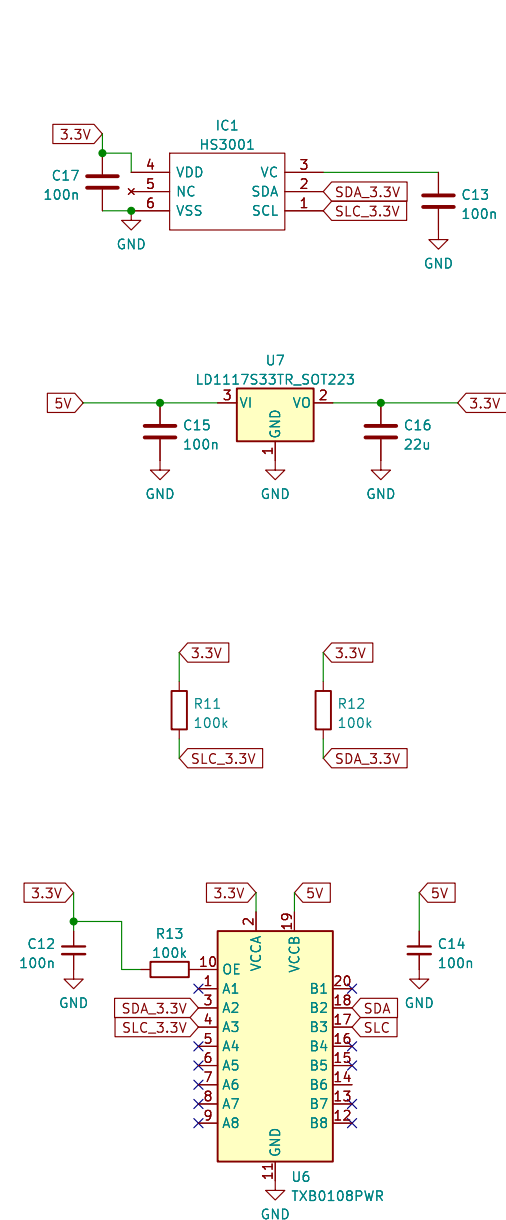 IC1
HS3001
3.3V
C17
100n
4 VDD VC 3
5 NC SDA 2 SDA_3.3V
6 VSS SCL 1 SLC_3.3V
GND
C13
100n
GND
U7
LD1117S33TR_SOT223
5V 3 VI VO 2 3.3V
GND
1
C15
100n
C16
22u
GND GND GND
3.3V 3.3V
R11
100k
R12
100k
SLC_3.3V SDA_3.3V
3.3V 3.3V 5V 5V
2 19
VCCA VCCB
C12
100n
R13
100k
C14
100n
GND GND
10 OE
1 A1 B1 20
SDA_3.3V 3 A2 B2 18 SDA
SLC_3.3V 4 A3 B3 17 SLC
5 A4 B4 16
6 A5 B5 15
7 A6 B6 14
8 A7 B7 13
9 A8 B8 12
GND
11
U6
TXB0108PWR
GND